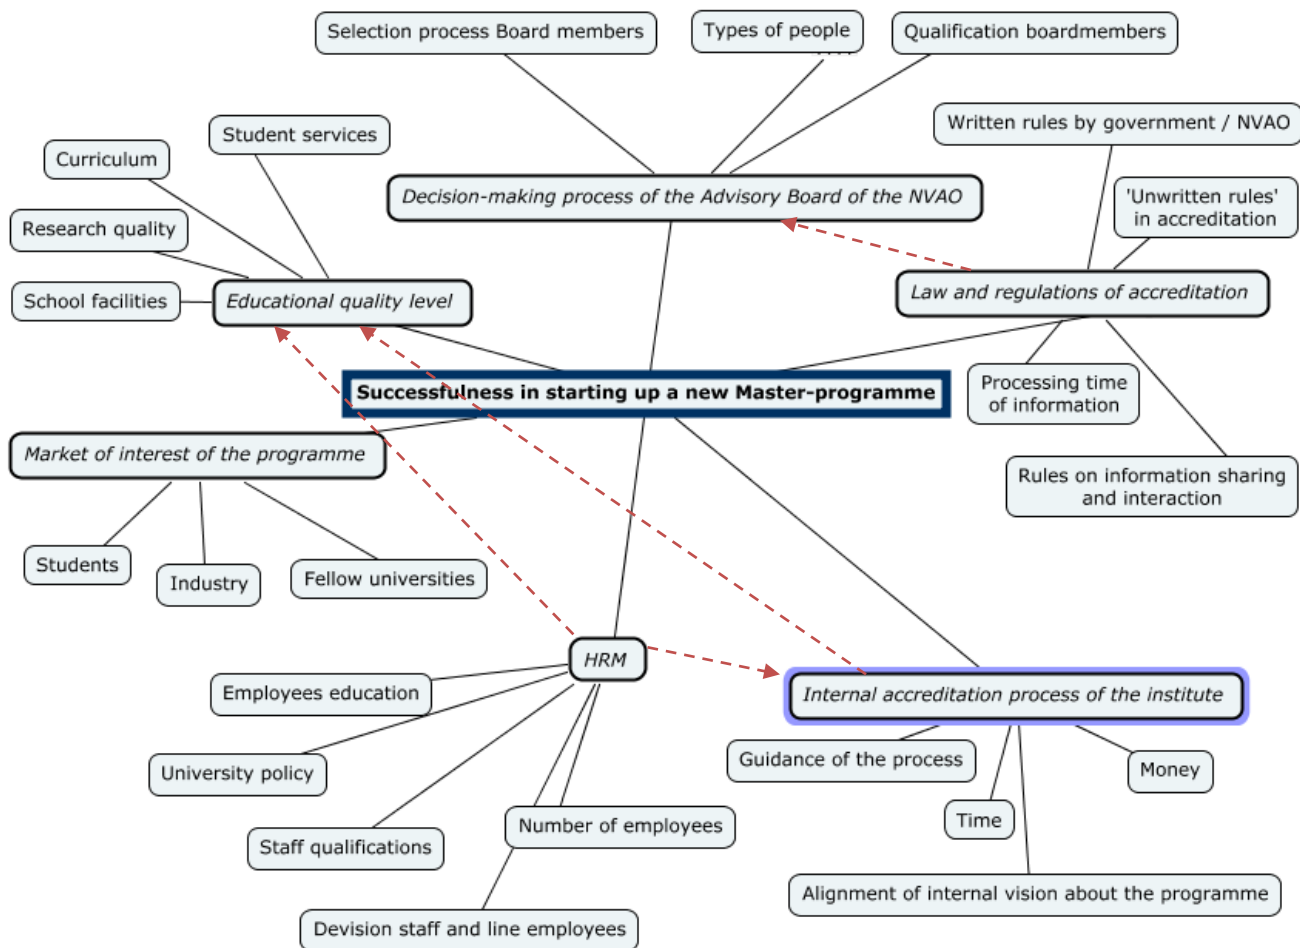 Selection process Board members
Types of people
Qualification boardmembers
Written rules by government / NVAO
Student services
Curriculum
Decision-making process of the Advisory Board of the NVAO
'Unwritten rules'
in accreditation
Research quality
School facilities
Educational quality level
Law and regulations of accreditation
Successfulness in starting up a new Master-programme
Processing time
of information
Market of interest of the programme
Rules on information sharing
and interaction
Students
Industry
Fellow universities
HRM
Employees education
Internal accreditation process of the institute
University policy
Guidance of the process
Money
Number of employees
Time
Staff qualifications
Alignment of internal vision about the programme
Devision staff and line employees